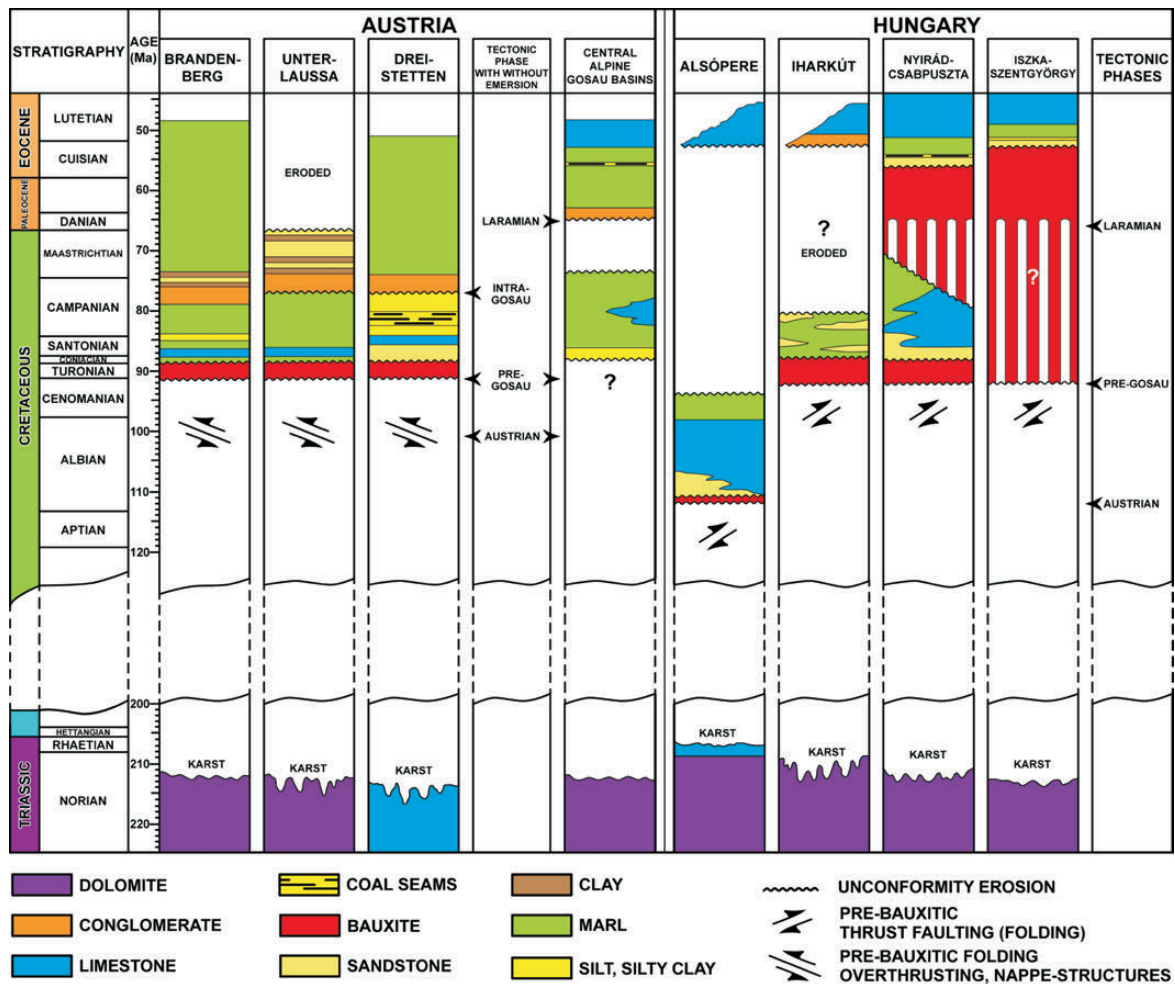 AUSTRIA
HUNGARY
STRATIGRAPHY
AGE
(Ma)
BRANDEN-
BERG
UNTER-
LAUSSA
DREI-
STETTEN
TECTONIC
PHASE
WITH WITHOUT
EMERSION
CENTRAL
ALPINE
GOSAU BASINS
ALSÓPERE
IHARKÚT
NYIRÁD-
CSABPUSZTA
ISZKA-
SZENTGYÖRGY
TECTONIC
PHASES
EOCENE
PALEOCENE
CRETACEOUS
TRIASSIC
LUTETIAN
CUISIAN
DANIAN
MAASTRICHTIAN
CAMPANIAN
SANTONIAN
CONIACIAN
TURONIAN
CENOMANIAN
ALBIAN
APTIAN
HETTANGIAN
RHAETIAN
NORIAN
50
60
70
80
90
100
110
120
200
210
220
ERODED
LARAMIAN
INTRA-
GOSAU
PRE-
GOSAU
AUSTRIAN
?
?
ERODED
?
LARAMIAN
PRE-GOSAU
AUSTRIAN
KARST
KARST
KARST
KARST
KARST
KARST
KARST
DOLOMITE
CONGLOMERATE
LIMESTONE
COAL SEAMS
BAUXITE
SANDSTONE
CLAY
MARL
SILT, SILTY CLAY
UNCONFORMITY EROSION
PRE-BAUXITIC
THRUST FAULTING (FOLDING)
PRE-BAUXITIC FOLDING
OVERTHRUSTING, NAPPE-STRUCTURES